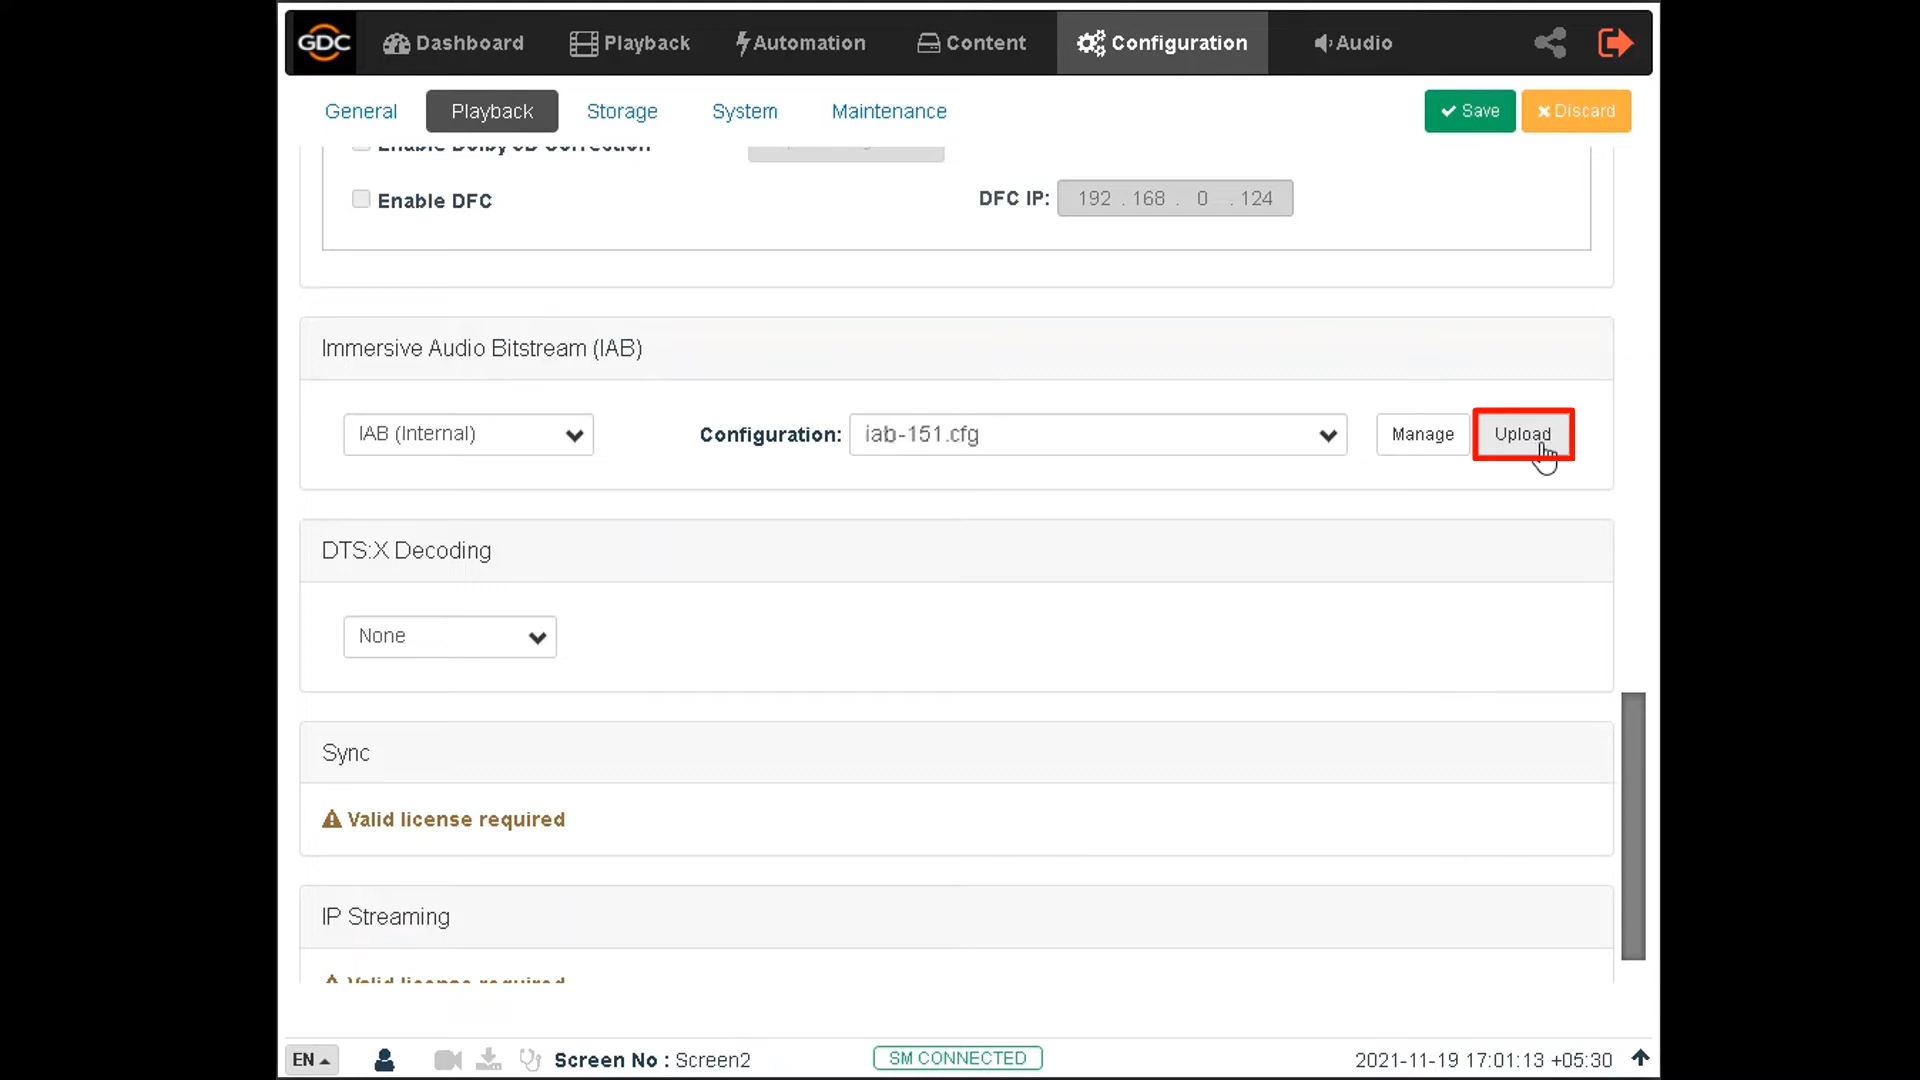 GDC Dashboard Playback Automation Content Configuration Audio
General Playback Storage System Maintenance Save Discard
Enable DFC DFC IP: 192 . 168 . 0 . 124
Immersive Audio Bitstream (IAB)
IAB (Internal) Configuration: iab-151.cfg Manage Upload
DTS:X Decoding
None
Sync
Valid license required
IP Streaming
Valid license required
EN Screen No : Screen2 SM CONNECTED 2021-11-19 17:01:13 +05:30